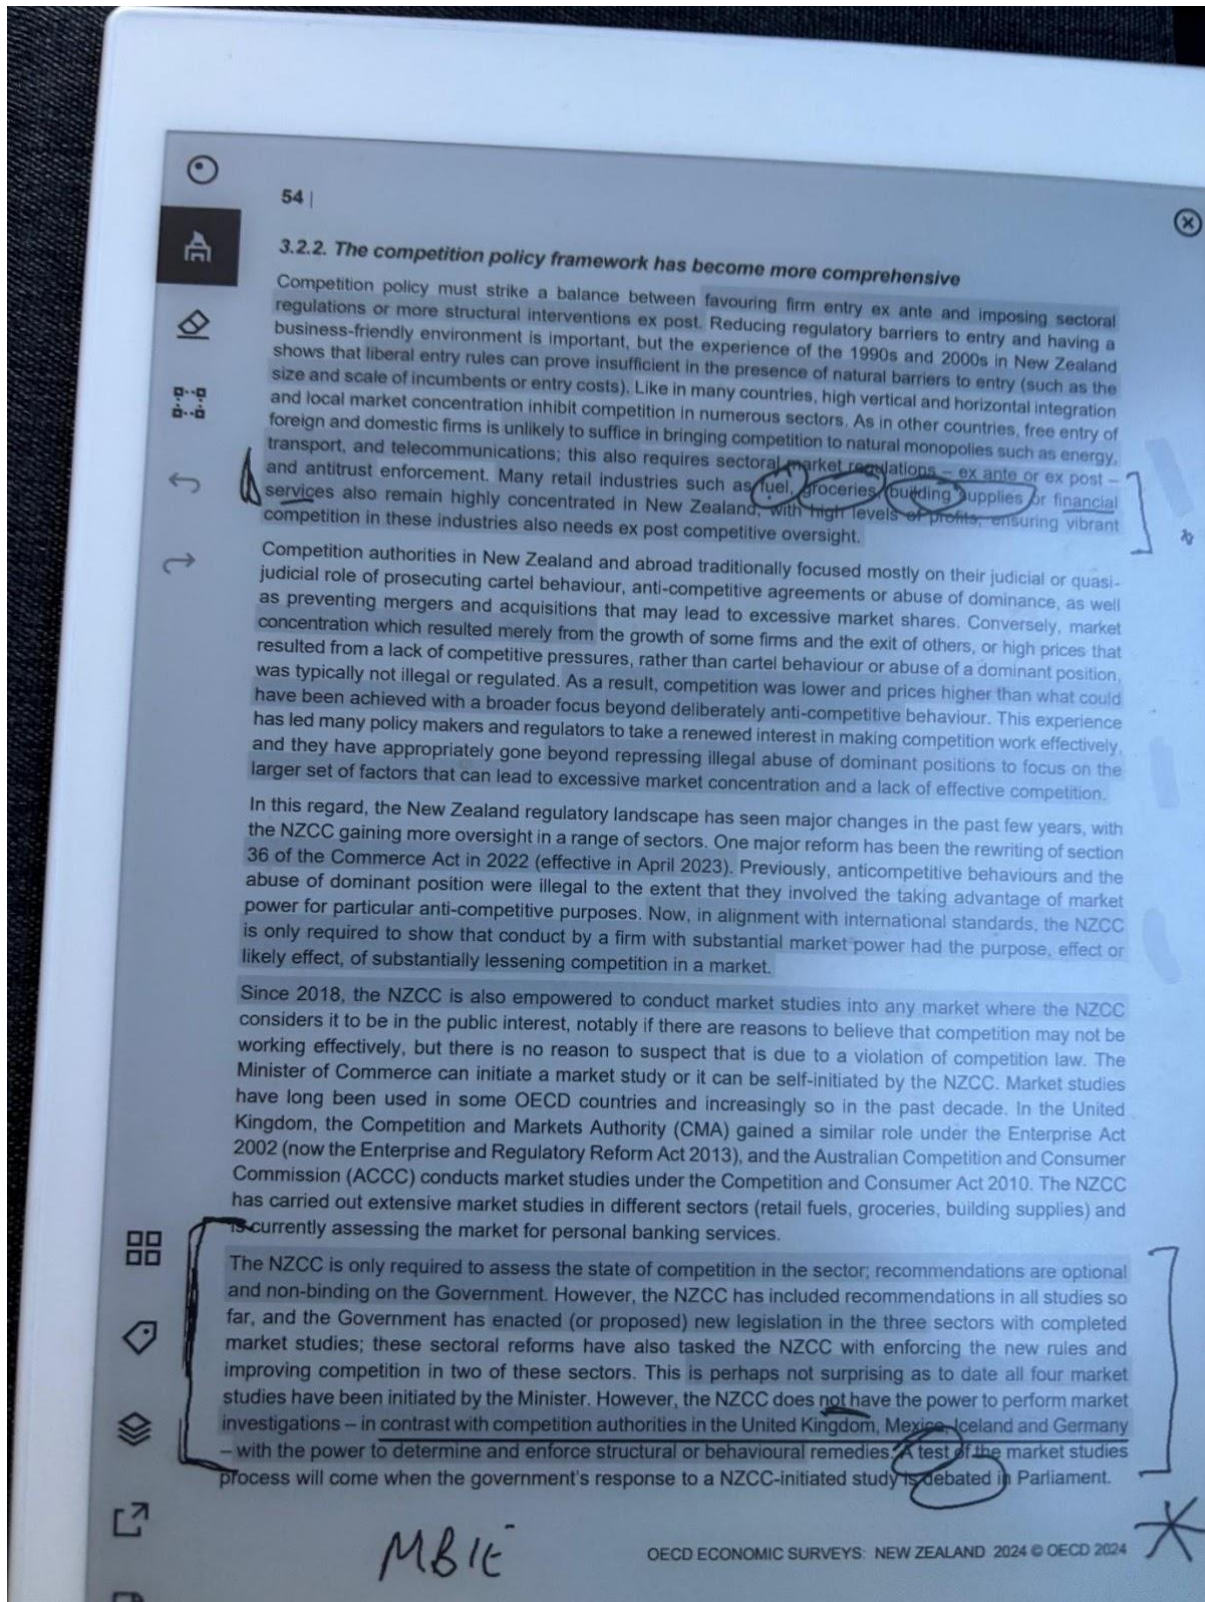 54 |
3.2.2. The competition policy framework has become more comprehensive
Competition policy must strike a balance between favouring firm entry ex ante and imposing sectoral
regulations or more structural interventions ex post. Reducing regulatory barriers to entry and having a
business-friendly environment is important, but the experience of the 1990s and 2000s in New Zealand
shows that liberal entry rules can prove insufficient in the presence of natural barriers to entry (such as the
size and scale of incumbents or entry costs). Like in many countries, high vertical and horizontal integration
and local market concentration inhibit competition in numerous sectors. As in other countries, free entry of
foreign and domestic firms is unlikely to suffice in bringing competition to natural monopolies such as energy,
transport, and telecommunications; this also requires sectoral market regulations – ex ante or ex post –
and antitrust enforcement. Many retail industries such as fuel, groceries, building supplies or financial
services also remain highly concentrated in New Zealand, with high levels of profits; ensuring vibrant
competition in these industries also needs ex post competitive oversight.
Competition authorities in New Zealand and abroad traditionally focused mostly on their judicial or quasi-
judicial role of prosecuting cartel behaviour, anti-competitive agreements or abuse of dominance, as well
as preventing mergers and acquisitions that may lead to excessive market shares. Conversely, market
concentration which resulted merely from the growth of some firms and the exit of others, or high prices that
resulted from a lack of competitive pressures, rather than cartel behaviour or abuse of a dominant position,
was typically not illegal or regulated. As a result, competition was lower and prices higher than what could
have been achieved with a broader focus beyond deliberately anti-competitive behaviour. This experience
has led many policy makers and regulators to take a renewed interest in making competition work effectively,
and they have appropriately gone beyond repressing illegal abuse of dominant positions to focus on the
larger set of factors that can lead to excessive market concentration and a lack of effective competition.
In this regard, the New Zealand regulatory landscape has seen major changes in the past few years, with
the NZCC gaining more oversight in a range of sectors. One major reform has been the rewriting of section
36 of the Commerce Act in 2022 (effective in April 2023). Previously, anticompetitive behaviours and the
abuse of dominant position were illegal to the extent that they involved the taking advantage of market
power for particular anti-competitive purposes. Now, in alignment with international standards, the NZCC
is only required to show that conduct by a firm with substantial market power had the purpose, effect or
likely effect, of substantially lessening competition in a market.
Since 2018, the NZCC is also empowered to conduct market studies into any market where the NZCC
considers it to be in the public interest, notably if there are reasons to believe that competition may not be
working effectively, but there is no reason to suspect that is due to a violation of competition law. The
Minister of Commerce can initiate a market study or it can be self-initiated by the NZCC. Market studies
have long been used in some OECD countries and increasingly so in the past decade. In the United
Kingdom, the Competition and Markets Authority (CMA) gained a similar role under the Enterprise Act
2002 (now the Enterprise and Regulatory Reform Act 2013), and the Australian Competition and Consumer
Commission (ACCC) conducts market studies under the Competition and Consumer Act 2010. The NZCC
has carried out extensive market studies in different sectors (retail fuels, groceries, building supplies) and
is currently assessing the market for personal banking services.
The NZCC is only required to assess the state of competition in the sector; recommendations are optional
and non-binding on the Government. However, the NZCC has included recommendations in all studies so
far, and the Government has enacted (or proposed) new legislation in the three sectors with completed
market studies; these sectoral reforms have also tasked the NZCC with enforcing the new rules and
improving competition in two of these sectors. This is perhaps not surprising as to date all four market
studies have been initiated by the Minister. However, the NZCC does not have the power to perform market
investigations – in contrast with competition authorities in the United Kingdom, Mexico, Iceland and Germany
– with the power to determine and enforce structural or behavioural remedies. A test of the market studies
process will come when the government's response to a NZCC-initiated study is debated in Parliament.
MBIE
OECD ECONOMIC SURVEYS: NEW ZEALAND 2024 © OECD 2024